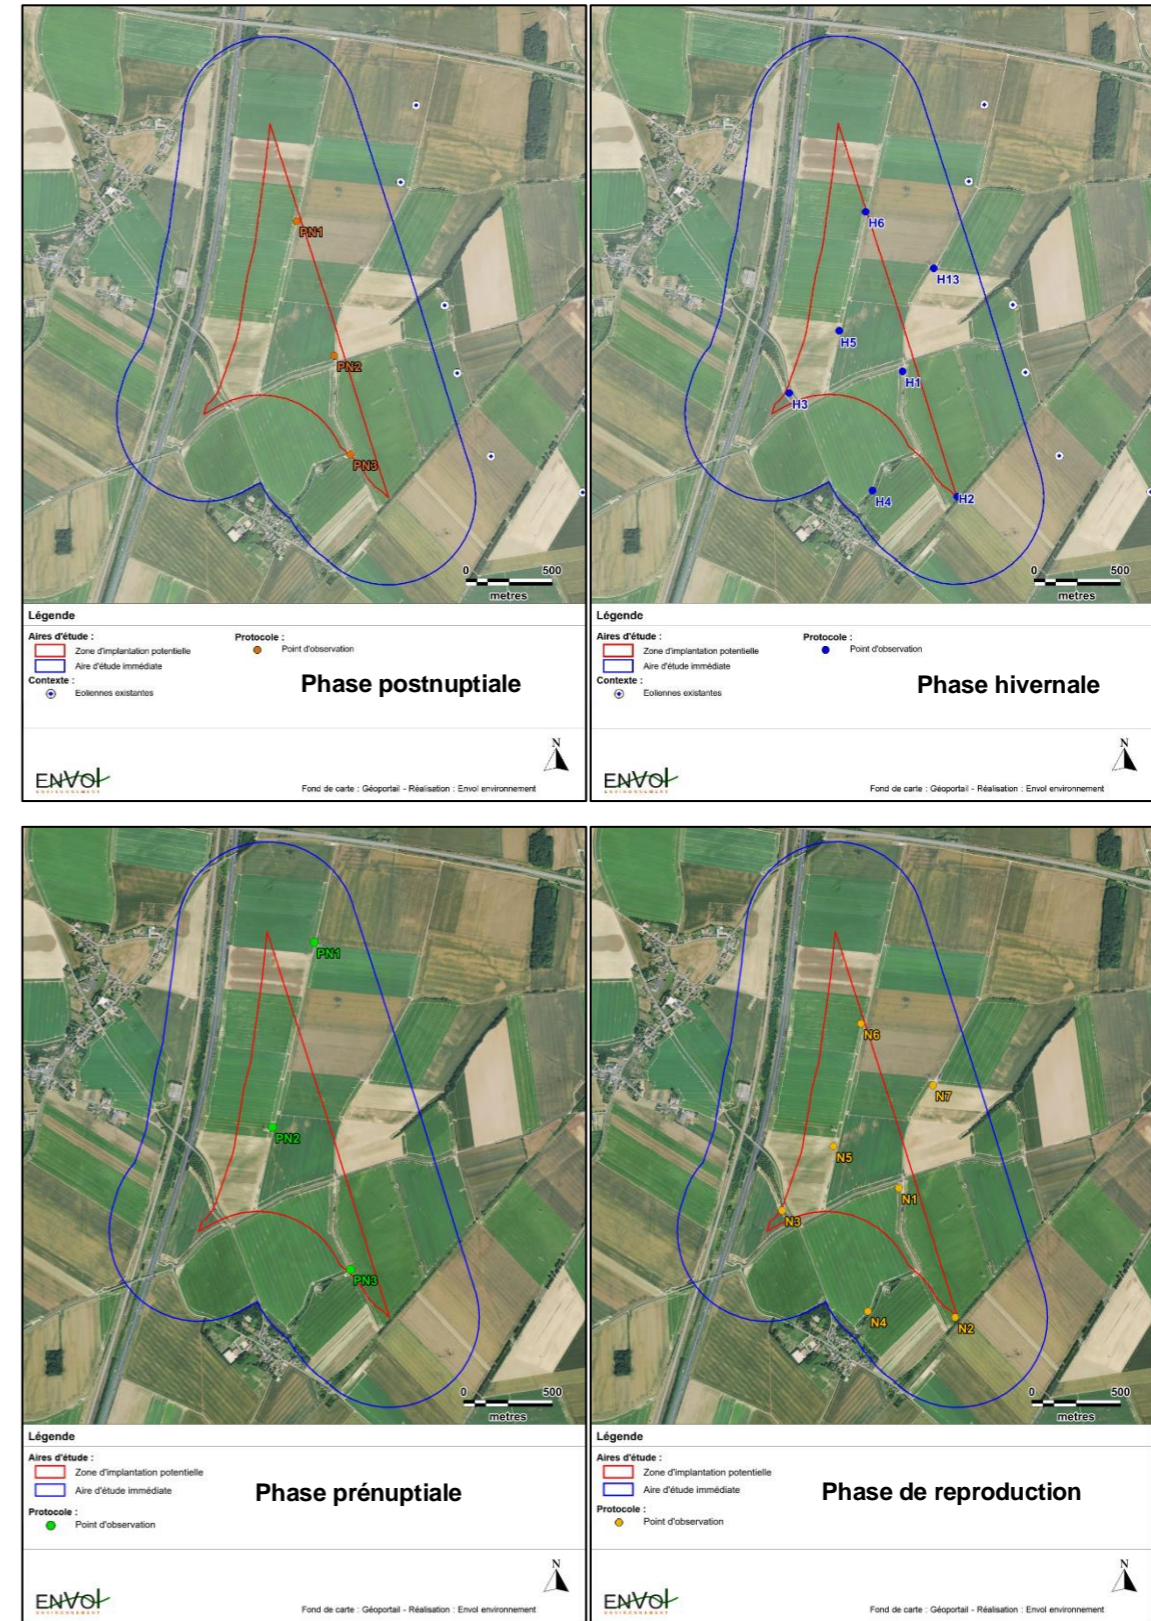 PN1
PN2
PN3
0 500
metres
Légende
Aires d'étude :
Zone d'implantation potentielle
Aire d'étude immédiate
Contexte :
Eoliennes existantes
Protocole :
Point d'observation
Phase postnuptiale
N
ENVOL
ENVIRONNEMENT
Fond de carte : Géoportail - Réalisation : Envol environnement
H6
H13
H5
H1
H3
H4
H2
0 500
metres
Légende
Aires d'étude :
Zone d'implantation potentielle
Aire d'étude immédiate
Contexte :
Eoliennes existantes
Protocole :
Point d'observation
Phase hivernale
N
ENVOL
ENVIRONNEMENT
Fond de carte : Géoportail - Réalisation : Envol environnement
PN1
PN2
PN3
0 500
metres
Légende
Aires d'étude :
Zone d'implantation potentielle
Aire d'étude immédiate
Protocole :
Point d'observation
Phase prénuptiale
N
ENVOL
ENVIRONNEMENT
Fond de carte : Géoportail - Réalisation : Envol environnement
N6
N7
N5
N1
N3
N4
N2
0 500
metres
Légende
Aires d'étude :
Zone d'implantation potentielle
Aire d'étude immédiate
Protocole :
Point d'observation
Phase de reproduction
N
ENVOL
ENVIRONNEMENT
Fond de carte : Géoportail - Réalisation : Envol environnement